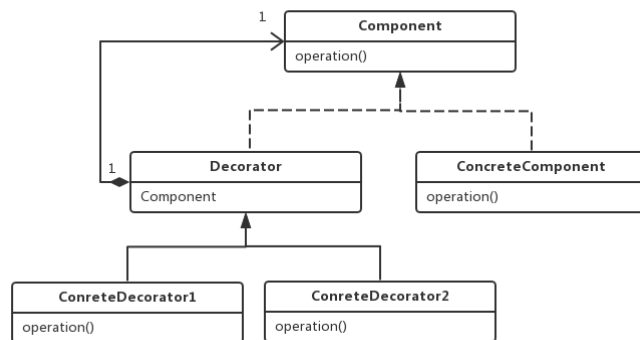 1
Component
operation()
1
Decorator
Component
ConcreteComponent
operation()
ConreteDecorator1
operation()
ConreteDecorator2
operation()